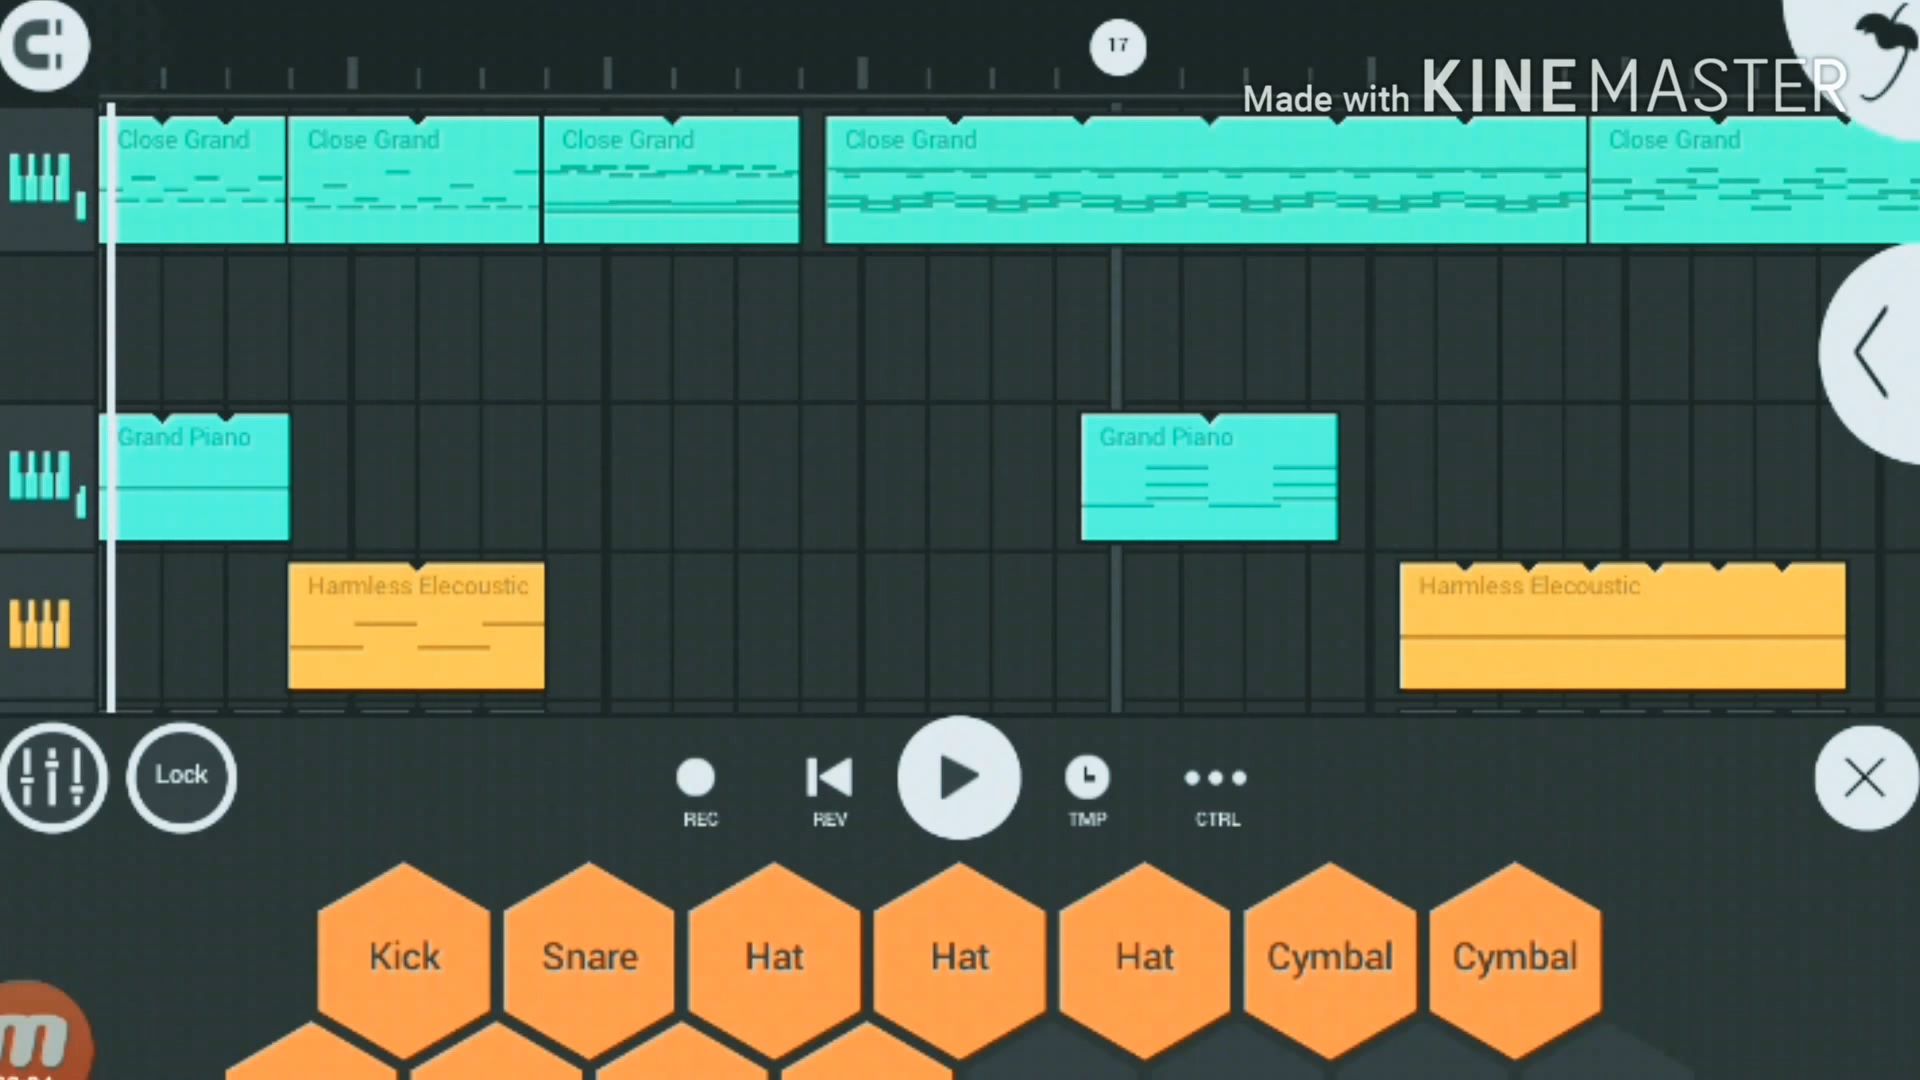 17
Made with KINEMASTER
Close Grand Close Grand Close Grand Close Grand Close Grand
Grand Piano Grand Piano
Harmless Elecoustic Harmless Elecoustic
Lock
REC REV TMP CTRL
Kick Snare Hat Hat Hat Cymbal Cymbal
m